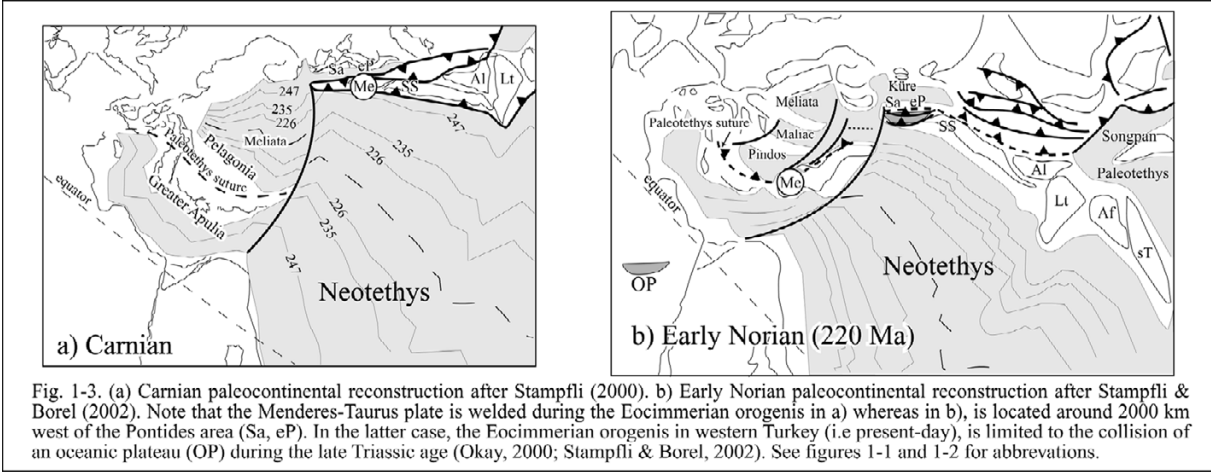 Sa eP
Me
SS
Al
Lt
247
235
226
Meliata
247
Pelagonia
Paleotethys suture
Greater Apulia
equator
235
226
226
235
247
Neotethys
a) Carnian
Küre
Sa eP
Meliata
Paleotethys suture
Maliac
Pindos
Me
SS
Songpan
Paleotethys
Al
Lt
Af
sT
equator
OP
Neotethys
b) Early Norian (220 Ma)
Fig. 1-3. (a) Carnian paleocontinental reconstruction after Stampfli (2000). b) Early Norian paleocontinental reconstruction after Stampfli &
Borel (2002). Note that the Menderes-Taurus plate is welded during the Eocimmerian orogenis in a) whereas in b), is located around 2000 km
west of the Pontides area (Sa, eP). In the latter case, the Eocimmerian orogenis in western Turkey (i.e present-day), is limited to the collision of
an oceanic plateau (OP) during the late Triassic age (Okay, 2000; Stampfli & Borel, 2002). See figures 1-1 and 1-2 for abbrevations.